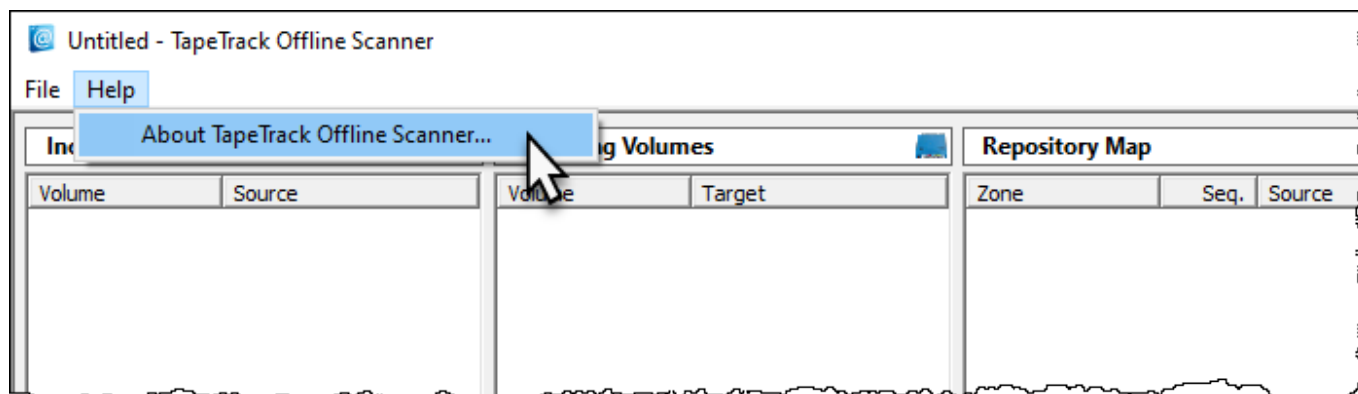 Untitled - TapeTrack Offline Scanner
File Help
About TapeTrack Offline Scanner...
Volumes
Repository Map
Volume Source Target Zone Seq. Source